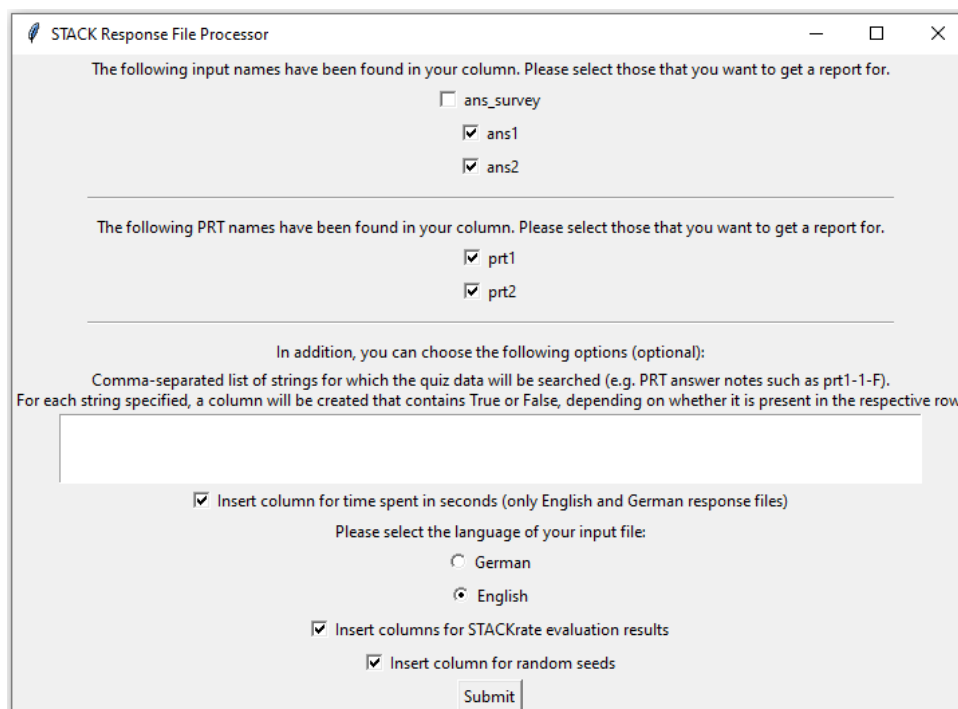 STACK Response File Processor
The following input names have been found in your column. Please select those that you want to get a report for.
ans_survey
ans1
ans2
The following PRT names have been found in your column. Please select those that you want to get a report for.
prt1
prt2
In addition, you can choose the following options (optional):
Comma-separated list of strings for which the quiz data will be searched (e.g. PRT answer notes such as prt1-1-F).
For each string specified, a column will be created that contains True or False, depending on whether it is present in the respective row
Insert column for time spent in seconds (only English and German response files)
Please select the language of your input file:
German
English
Insert columns for STACKrate evaluation results
Insert column for random seeds
Submit